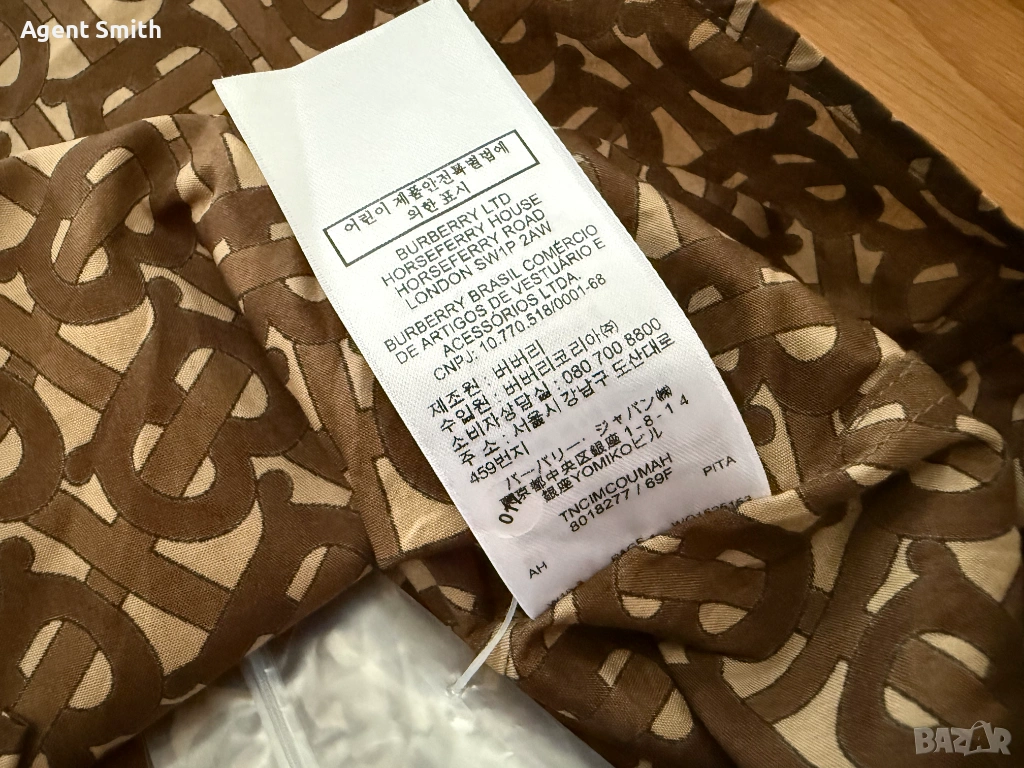 Agent Smith
어린이 제품안전특별법에
의한 표시
BURBERRY LTD
HORSEFERRY HOUSE
HORSEFERRY ROAD
LONDON SW1P 2AW
BURBERRY BRASIL COMÉRCIO
DE ARTIGOS DE VESTUÁRIO E
ACESSÓRIOS LTDA.
CNPJ: 10.770.518/0001-68
제조원 : 버버리
수입원 : 버버리코리아(주)
소비자상담실 : 080 700 8800
주 소 : 서울시 강남구 도산대로
459번지
バーバリー・ジャパン㈱
京都中央区銀座 1-8-14
銀座YOMIKOビル
TNCIMCOUMAH
8018277 / 69F
PITA
AH
BAZAR